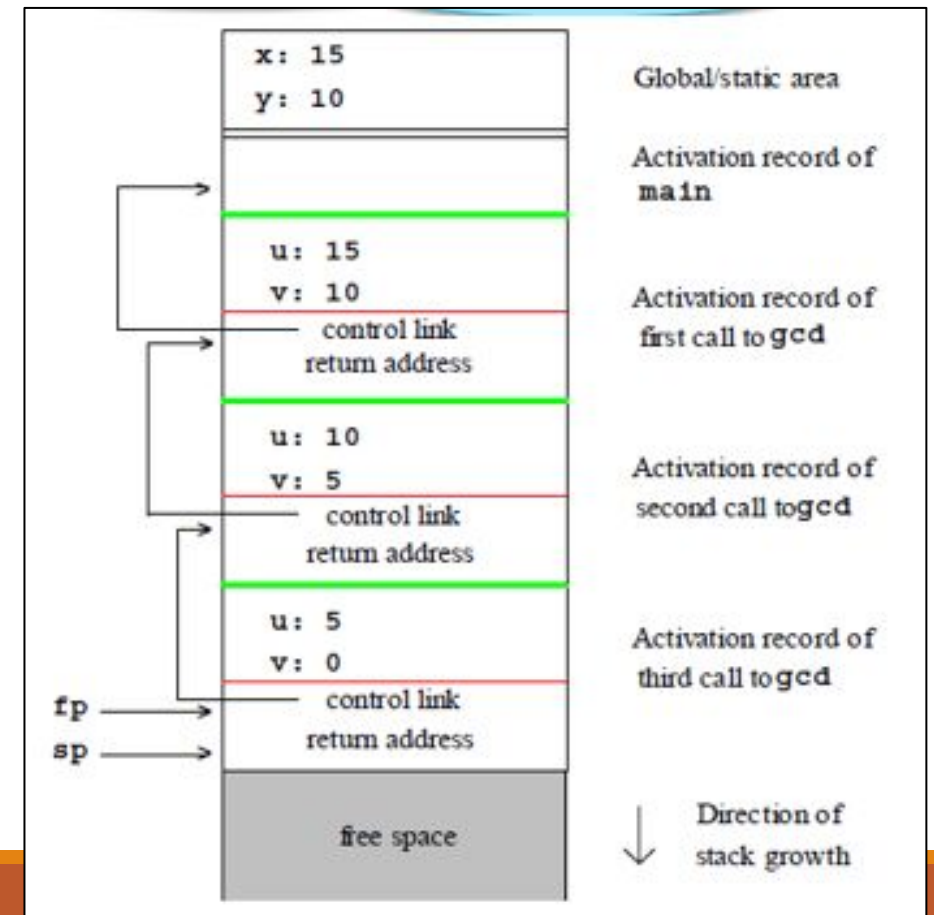 x: 15
y: 10
Global/static area
Activation record of
main
u: 15
v: 10
control link
return address
Activation record of
first call to gcd
u: 10
v: 5
control link
return address
Activation record of
second call togcd
u: 5
v: 0
control link
return address
Activation record of
third call to gcd
fp
sp
free space
Direction of
stack growth